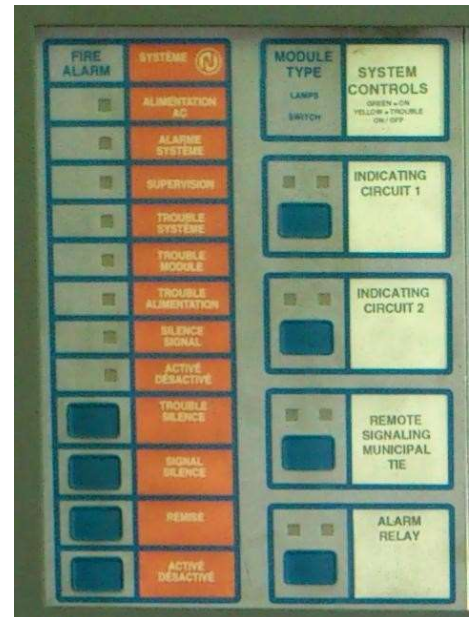 FIRE
ALARM
SYSTÈME
ALIMENTATION
AC
ALARME
SYSTÈME
SUPERVISION
TROUBLE
SYSTÈME
TROUBLE
MODULE
TROUBLE
ALIMENTATION
SILENCE
SIGNAL
ACTIVÉ
DÉSACTIVÉ
TROUBLE
SILENCE
SIGNAL
SILENCE
REMISE
ACTIVÉ
DÉSACTIVÉ
MODULE
TYPE
LAMPS
SWITCH
SYSTEM
CONTROLS
GREEN = ON
YELLOW = TROUBLE
ON / OFF
INDICATING
CIRCUIT 1
INDICATING
CIRCUIT 2
REMOTE
SIGNALING
MUNICIPAL
TIE
ALARM
RELAY